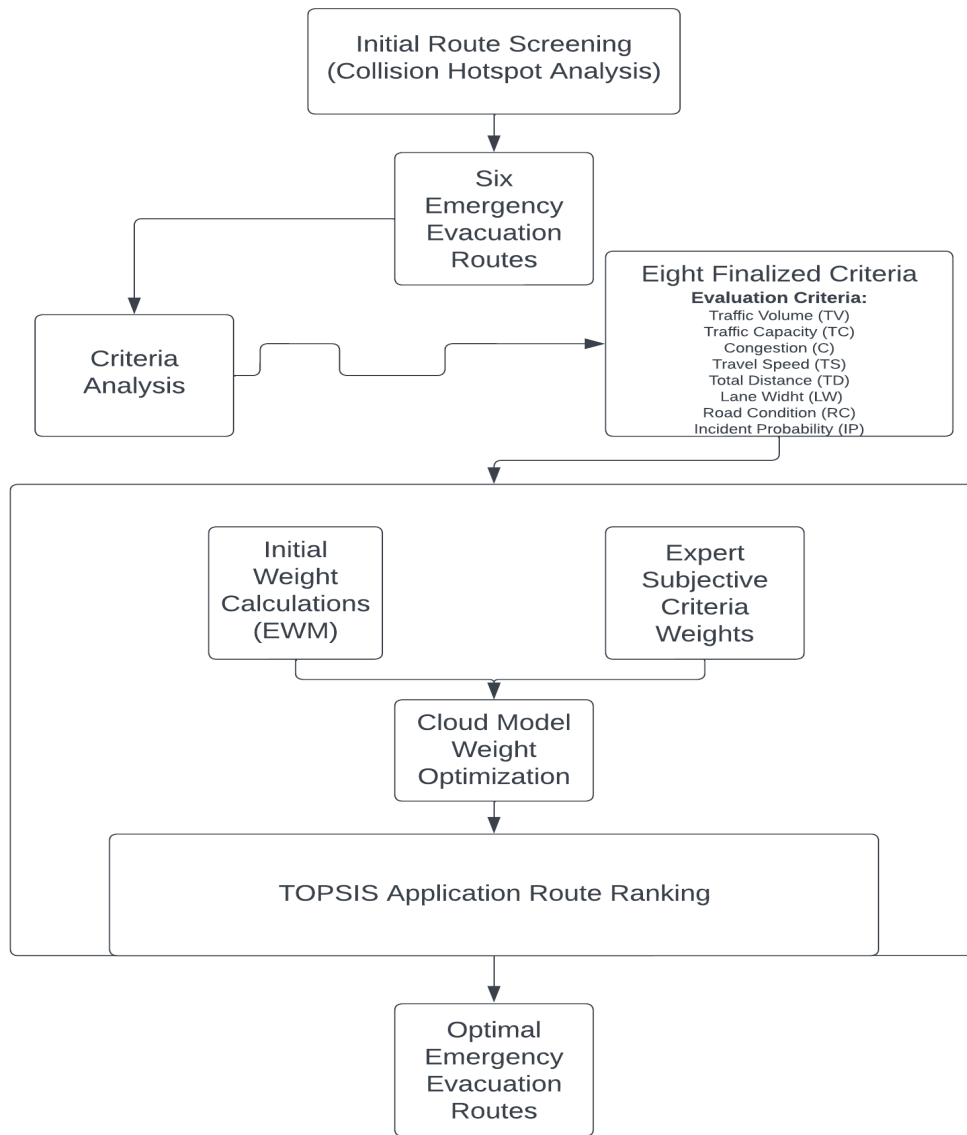 Initial Route Screening
(Collision Hotspot Analysis)
Six
Emergency
Evacuation
Routes
Criteria
Analysis
Eight Finalized Criteria
Evaluation Criteria:
Traffic Volume (TV)
Traffic Capacity (TC)
Congestion (C)
Travel Speed (TS)
Total Distance (TD)
Lane Widht (LW)
Road Condition (RC)
Incident Probability (IP)
Initial
Weight
Calculations
(EWM)
Expert
Subjective
Criteria
Weights
Cloud Model
Weight
Optimization
TOPSIS Application Route Ranking
Optimal
Emergency
Evacuation
Routes